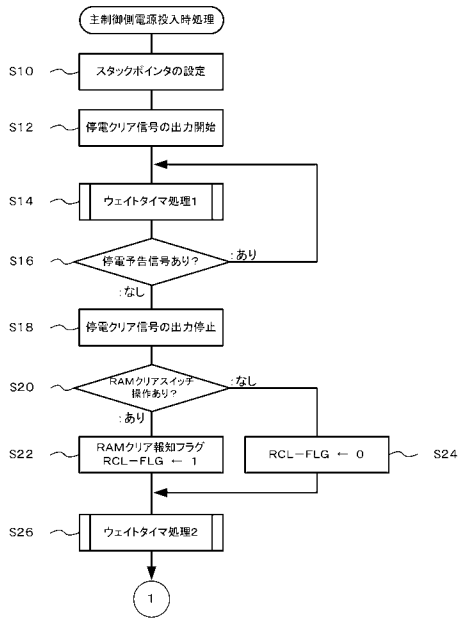 主制御側電源投入時処理
S10
スタックポインタの設定
S12
停電クリア信号の出力開始
S14
ウェイトタイマ処理1
S16
停電予告信号あり?
:あり
:なし
S18
停電クリア信号の出力停止
S20
RAMクリアスイッチ
操作あり?
:なし
:あり
S22
RAMクリア報知フラグ
RCL-FLG ← 1
RCL-FLG ← 0
S24
S26
ウェイトタイマ処理2
1